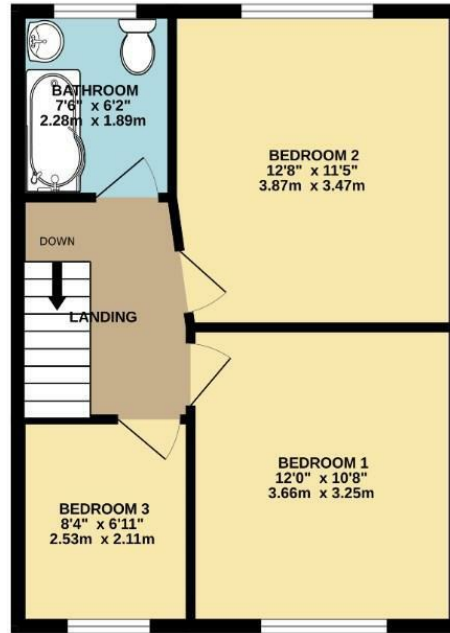 BATHROOM
7'6" x 6'2"
2.28m x 1.89m
BEDROOM 2
12'8" x 11'5"
3.87m x 3.47m
DOWN
LANDING
BEDROOM 1
12'0" x 10'8"
3.66m x 3.25m
BEDROOM 3
8'4" x 6'11"
2.53m x 2.11m